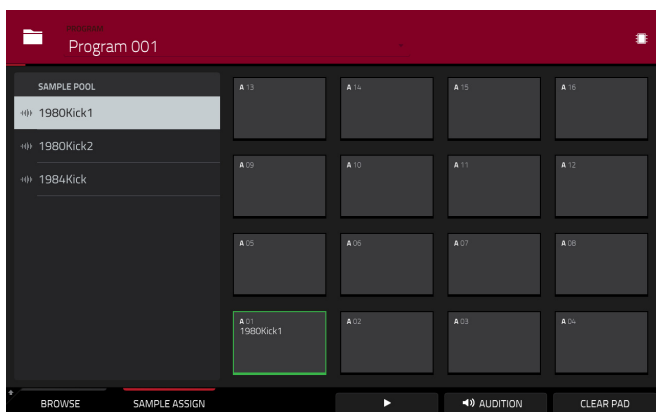 PROGRAM
Program 001
SAMPLE POOL
1980Kick1
1980Kick2
1984Kick
A 13
A 14
A 15
A 16
A 09
A 10
A 11
A 12
A 05
A 06
A 07
A 08
A 01
1980Kick1
A 02
A 03
A 04
BROWSE
SAMPLE ASSIGN
AUDITION
CLEAR PAD